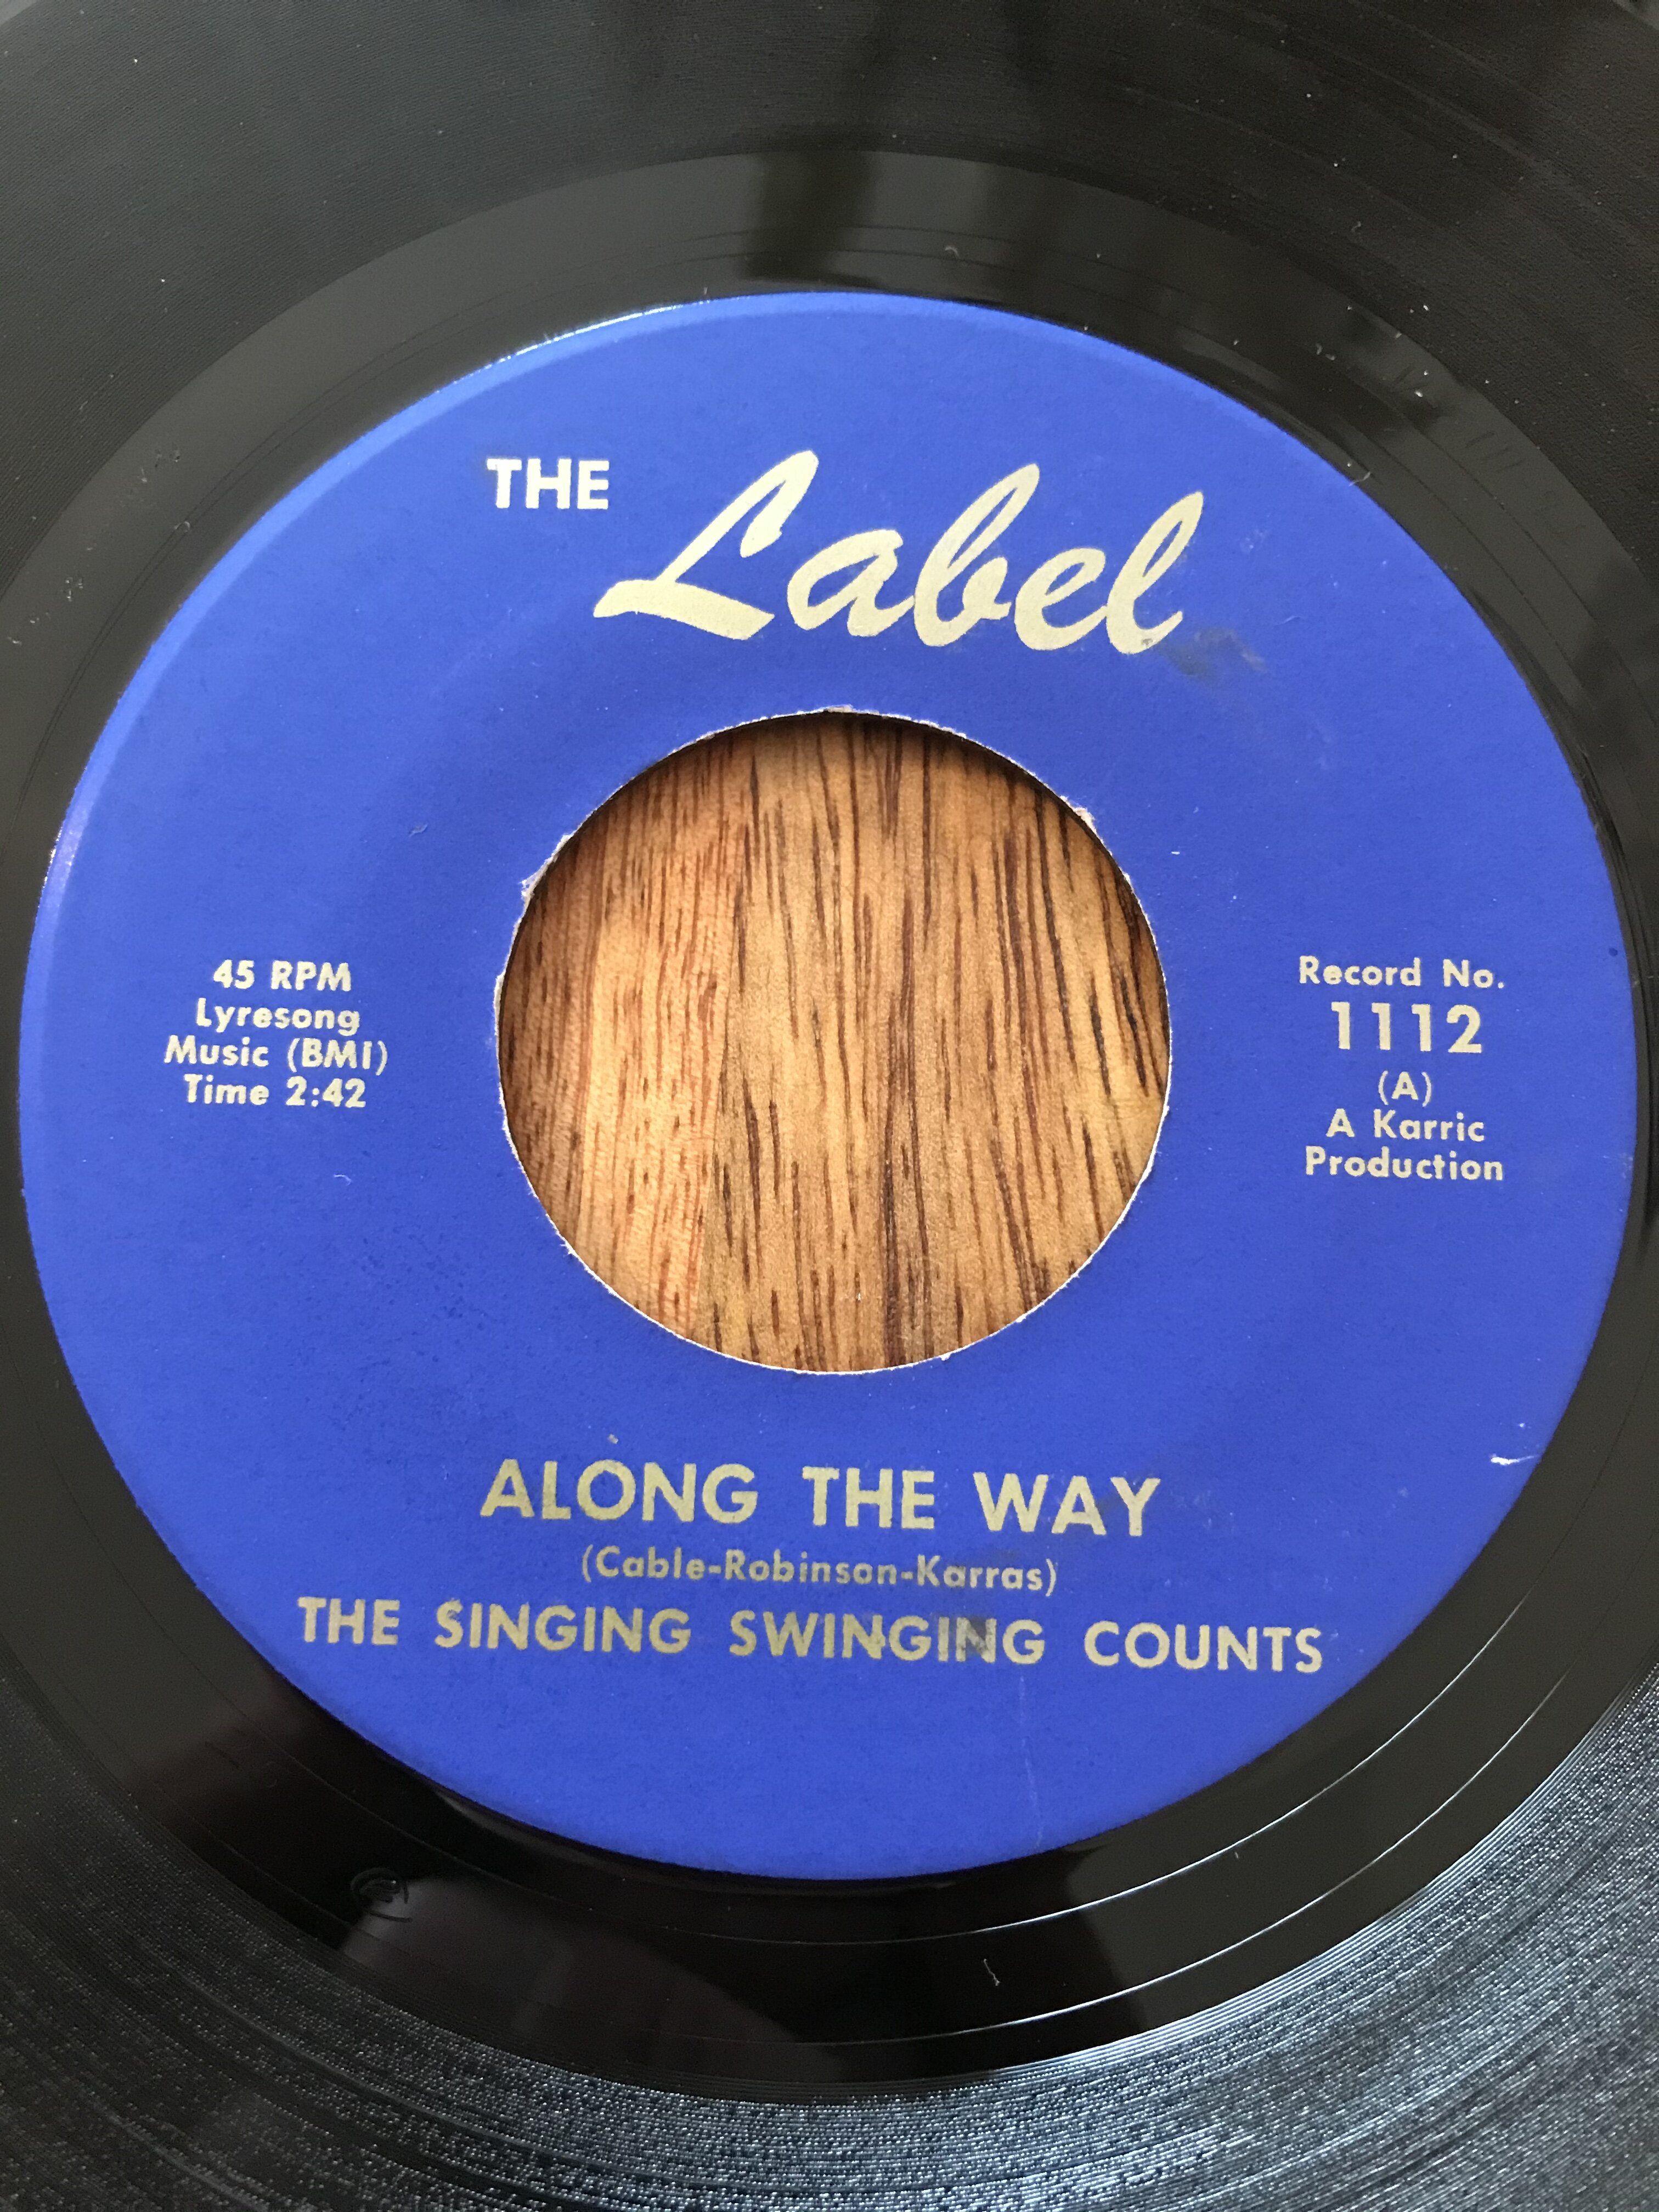 THE
Label
45 RPM
Lyresong
Music (BMI)
Time 2:42
Record No.
1112
(A)
A Karric
Production
ALONG THE WAY
(Cable-Robinson-Karras)
THE SINGING SWINGING COUNTS